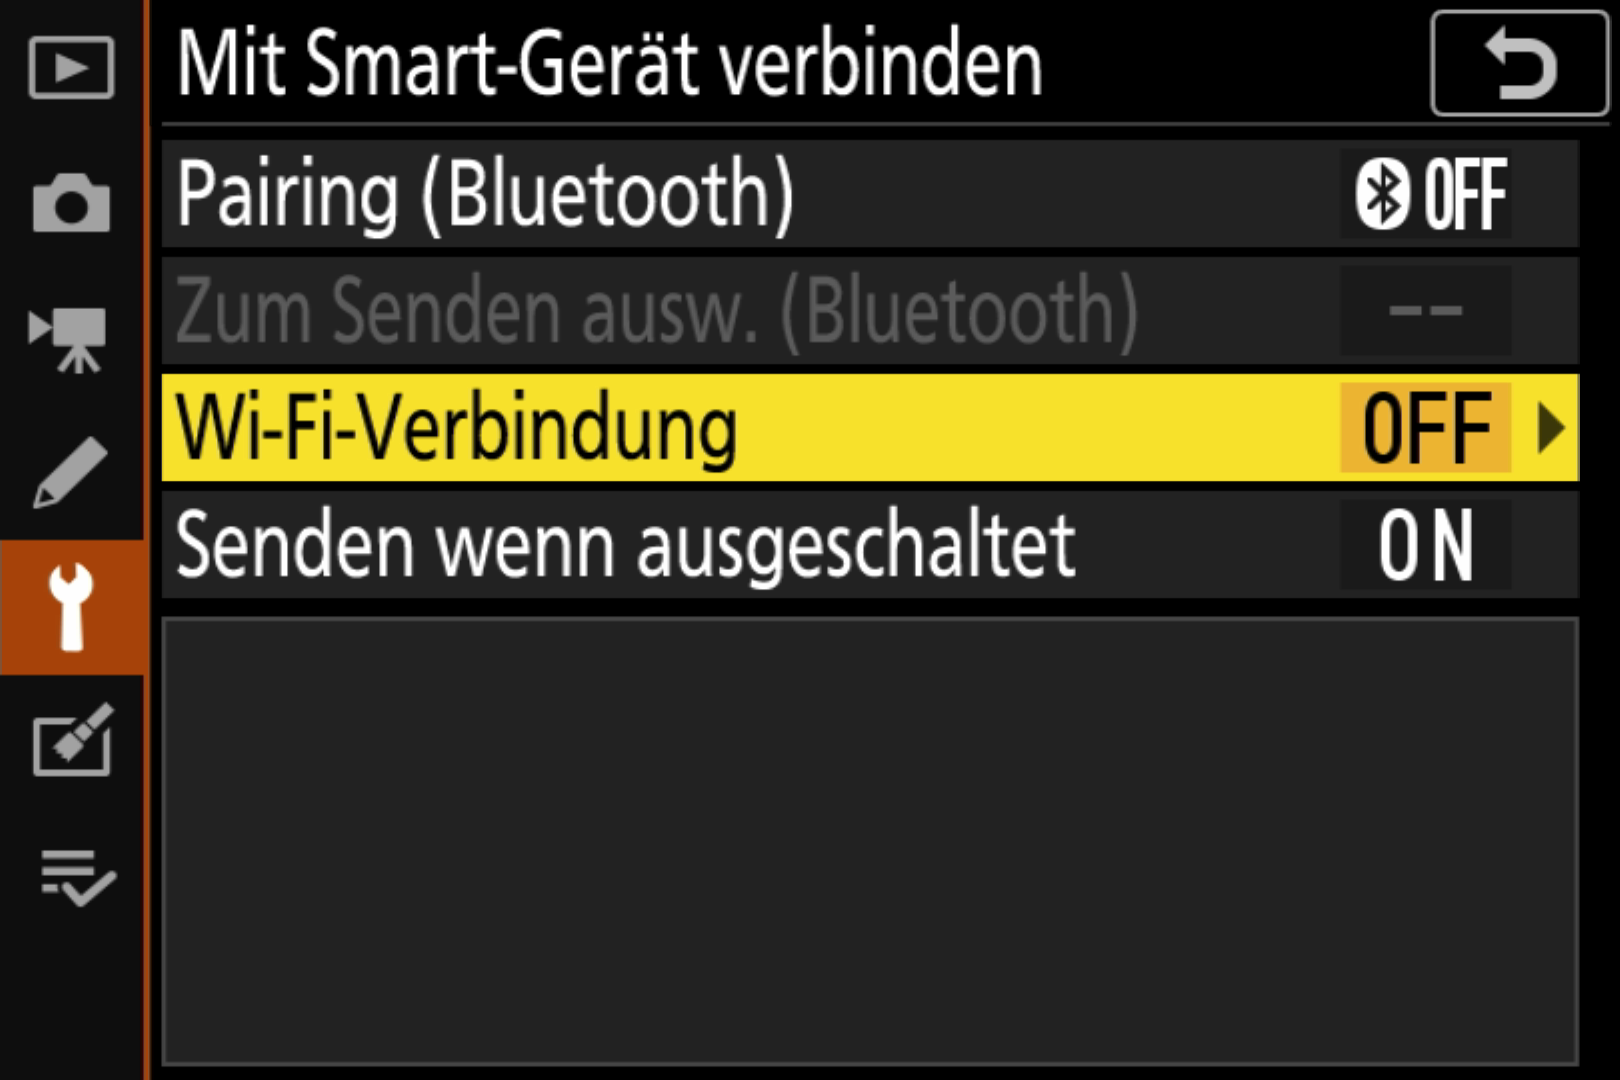 Mit Smart-Gerät verbinden
Pairing (Bluetooth) OFF
Zum Senden ausw. (Bluetooth) --
Wi-Fi-Verbindung OFF
Senden wenn ausgeschaltet ON